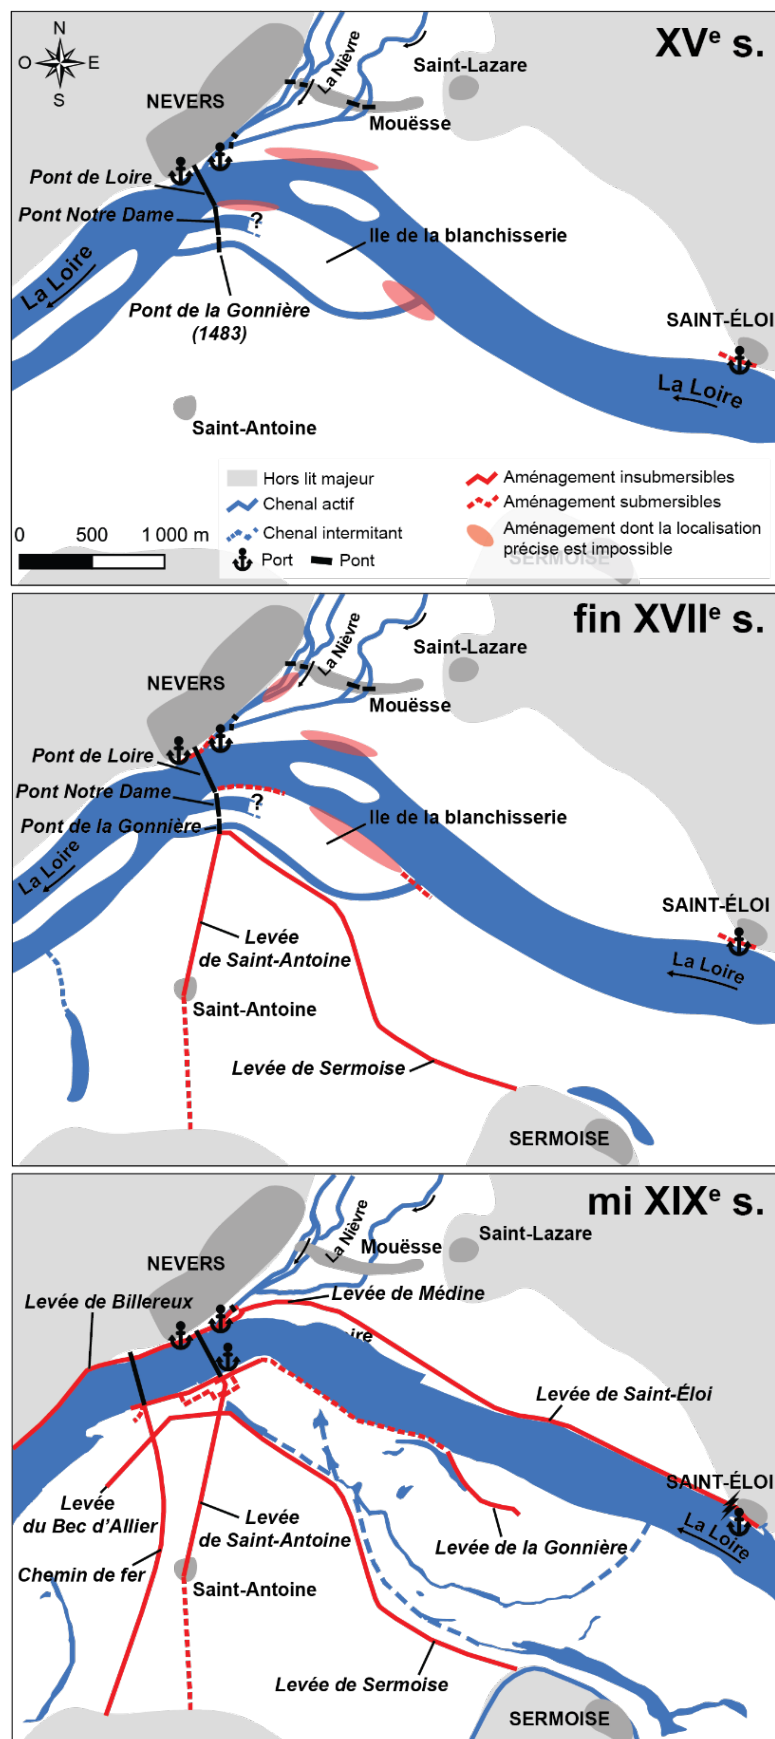 XVe s.
N
O
E
S
La Nièvre
Saint-Lazare
NEVERS
Mouësse
Pont de Loire
Pont Notre Dame
?
Ile de la blanchisserie
La Loire
Pont de la Gonnière
(1483)
SAINT-ÉLOI
La Loire
Saint-Antoine
Hors lit majeur
Chenal actif
Chenal intermitant
Port
Pont
Aménagement insubmersibles
Aménagement submersibles
Aménagement dont la localisation
précise est impossible
0 500 1 000 m
SERMOISE
fin XVIIe s.
La Nièvre
Saint-Lazare
NEVERS
Mouësse
Pont de Loire
Pont Notre Dame
?
Pont de la Gonnière
Ile de la blanchisserie
La Loire
SAINT-ÉLOI
Levée
de Saint-Antoine
La Loire
Saint-Antoine
Levée de Sermoise
SERMOISE
mi XIXe s.
La Nièvre
Saint-Lazare
Mouësse
NEVERS
Levée de Billereux
Levée de Médine
ire
Levée de Saint-Éloi
SAINT-ÉLOI
La Loire
Levée
du Bec d'Allier
Levée
de Saint-Antoine
Levée de la Gonnière
Chemin de fer
Saint-Antoine
Levée de Sermoise
SERMOISE